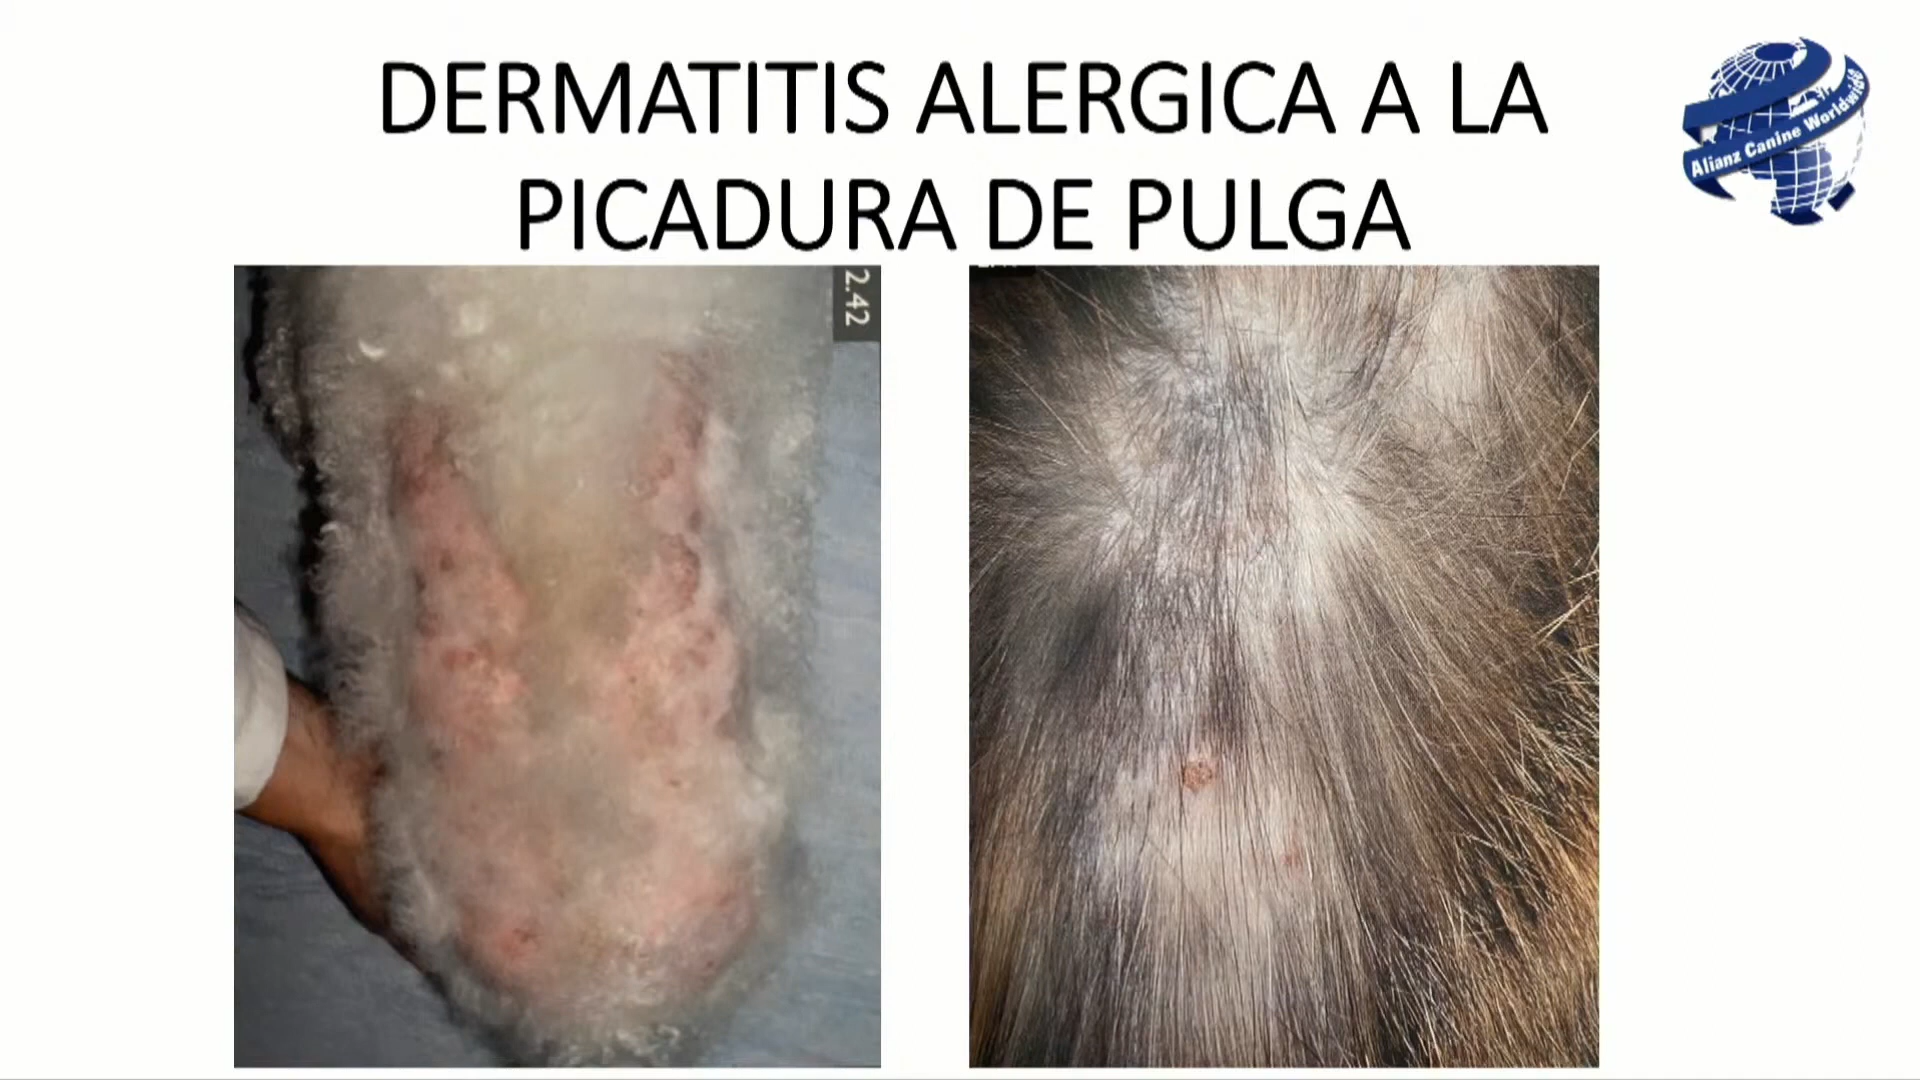 DERMATITIS ALERGICA A LA
PICADURA DE PULGA
Alianz Canine Worldwide
2.42